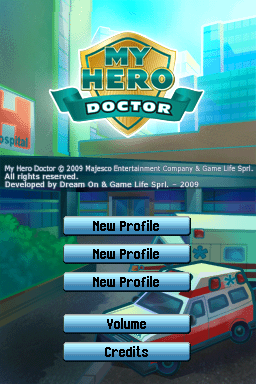 MY
HERO
DOCTOR
H
ospital
My Hero Doctor © 2009 Majesco Entertainment Company & Game Life Sprl.
All rights reserved.
Developed by Dream On & Game Life Sprl. - 2009
New Profile
New Profile
New Profile
Volume
Credits